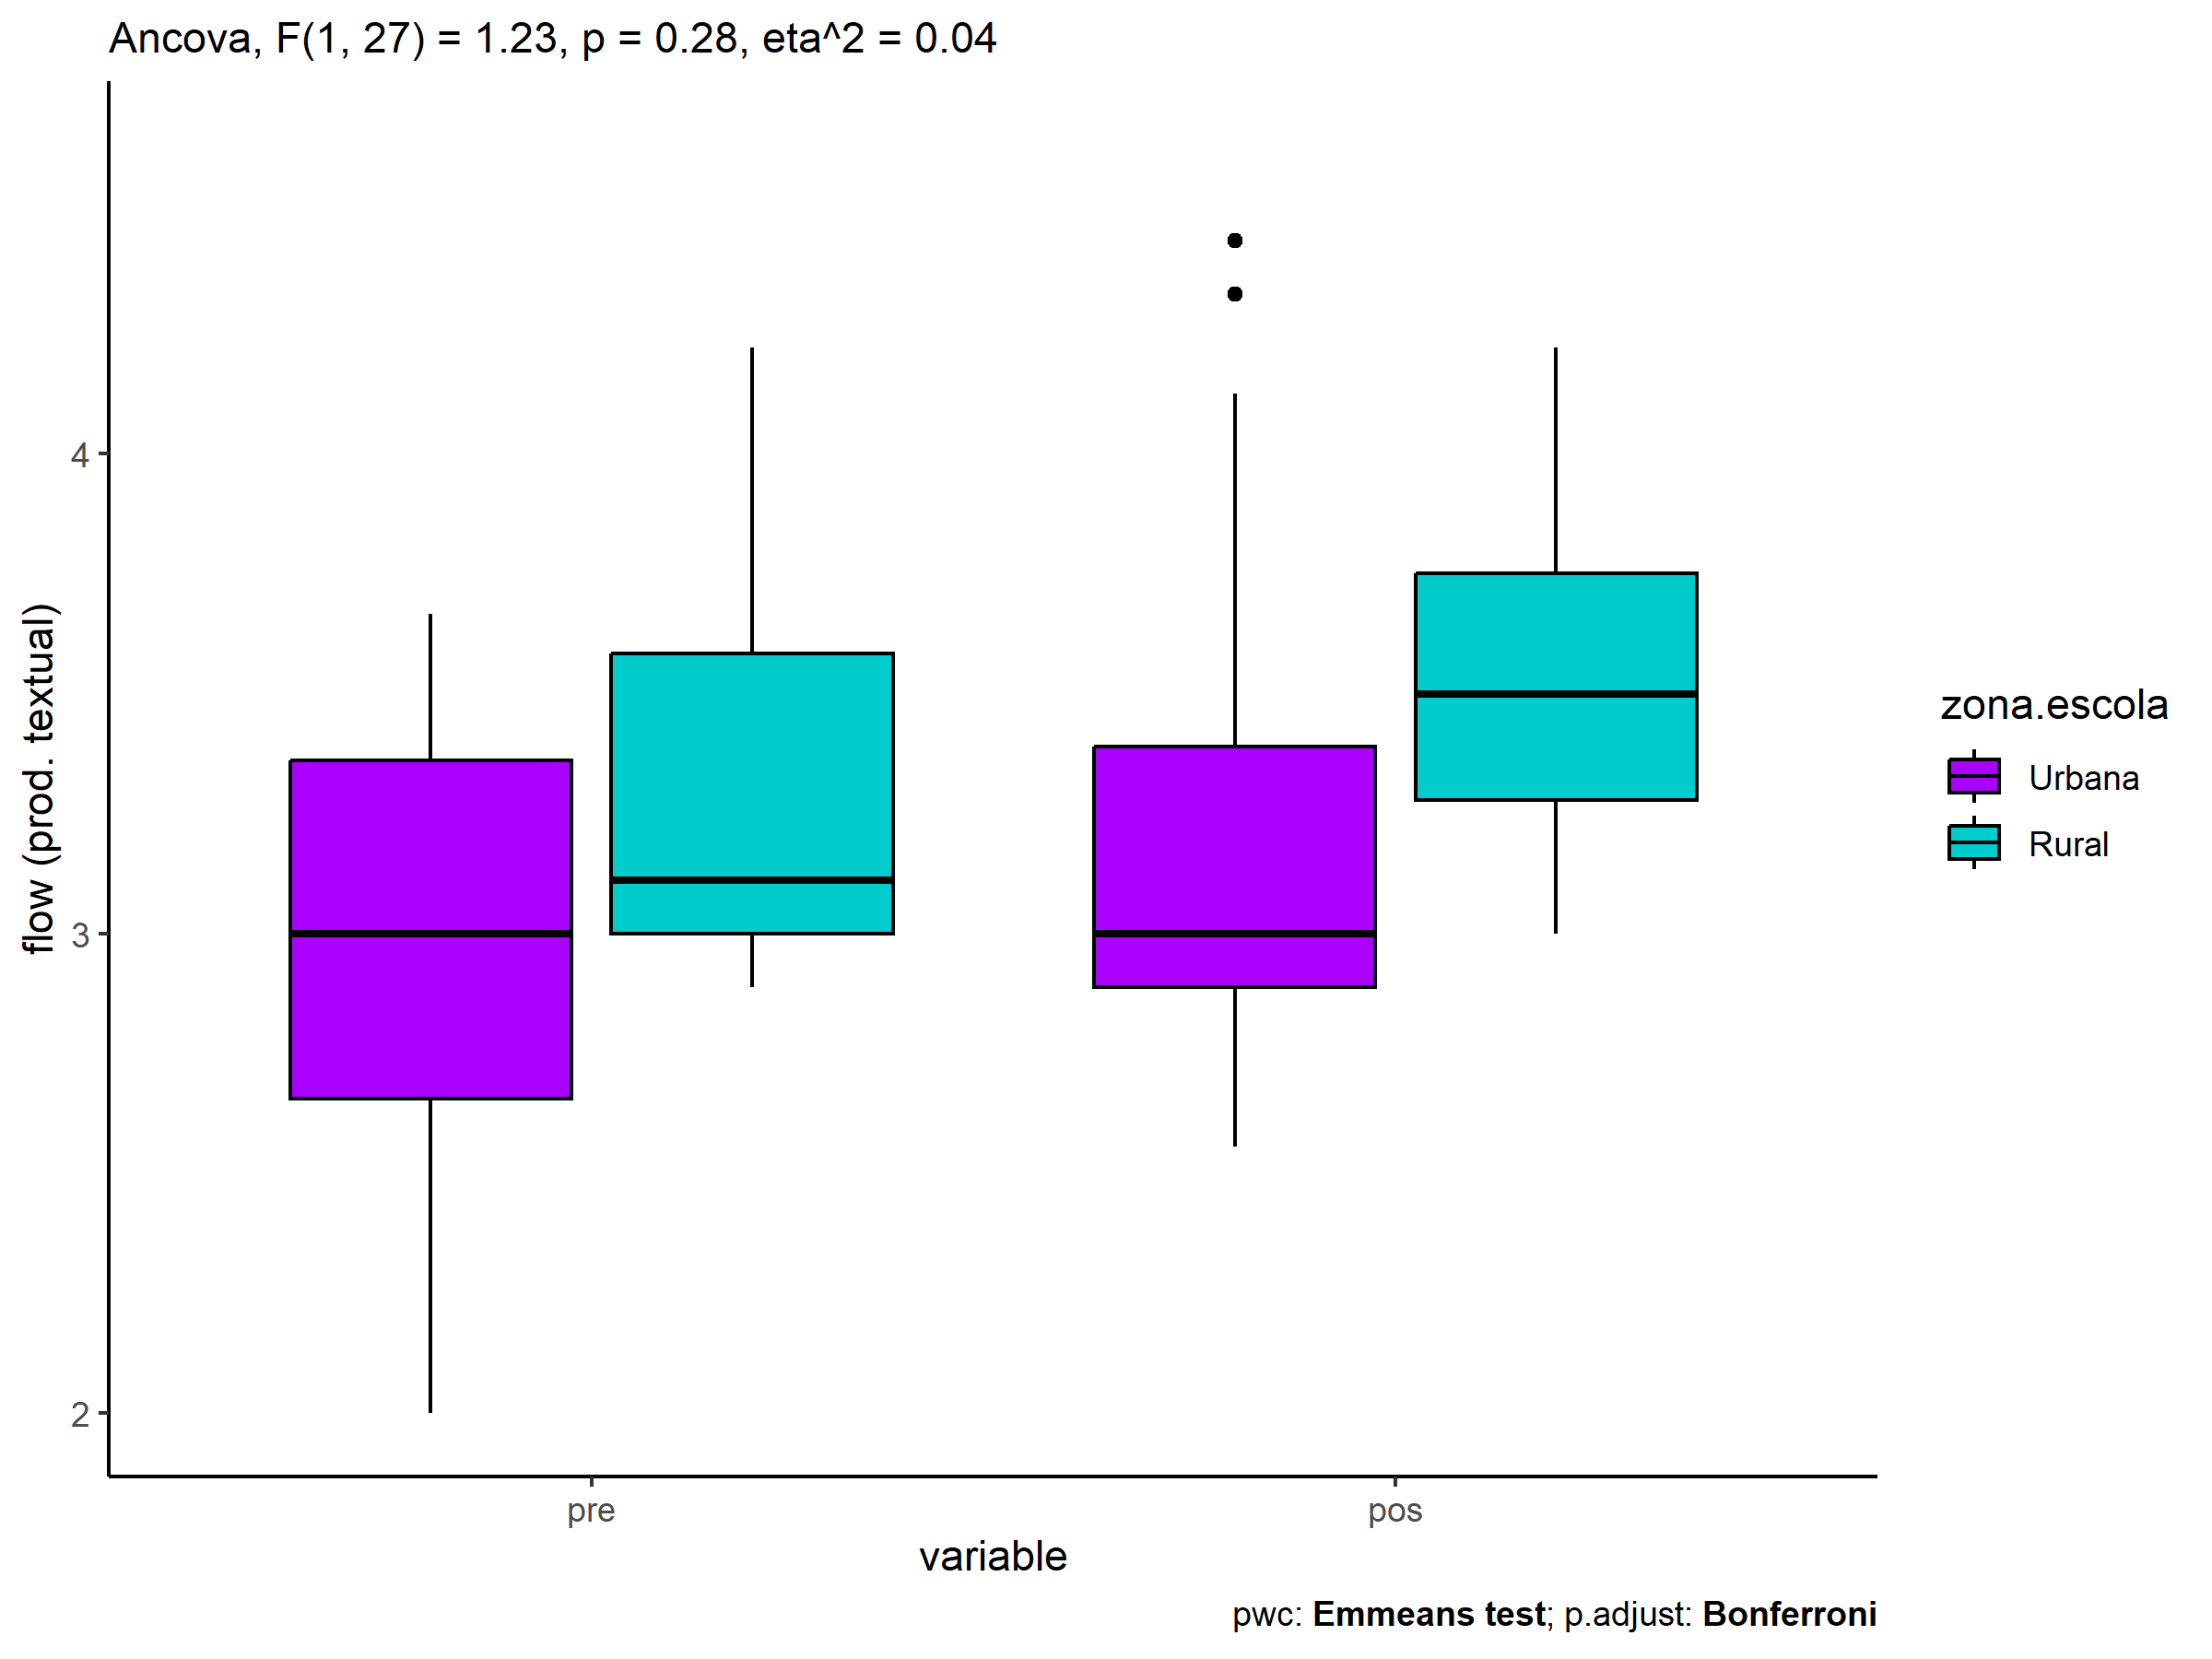 Ancova, F(1, 27) = 1.23, p = 0.28, eta^2 = 0.04
flow (prod. textual)
4
3
2
pre
pos
variable
zona.escola
Urbana
Rural
pwc: Emmeans test; p.adjust: Bonferroni